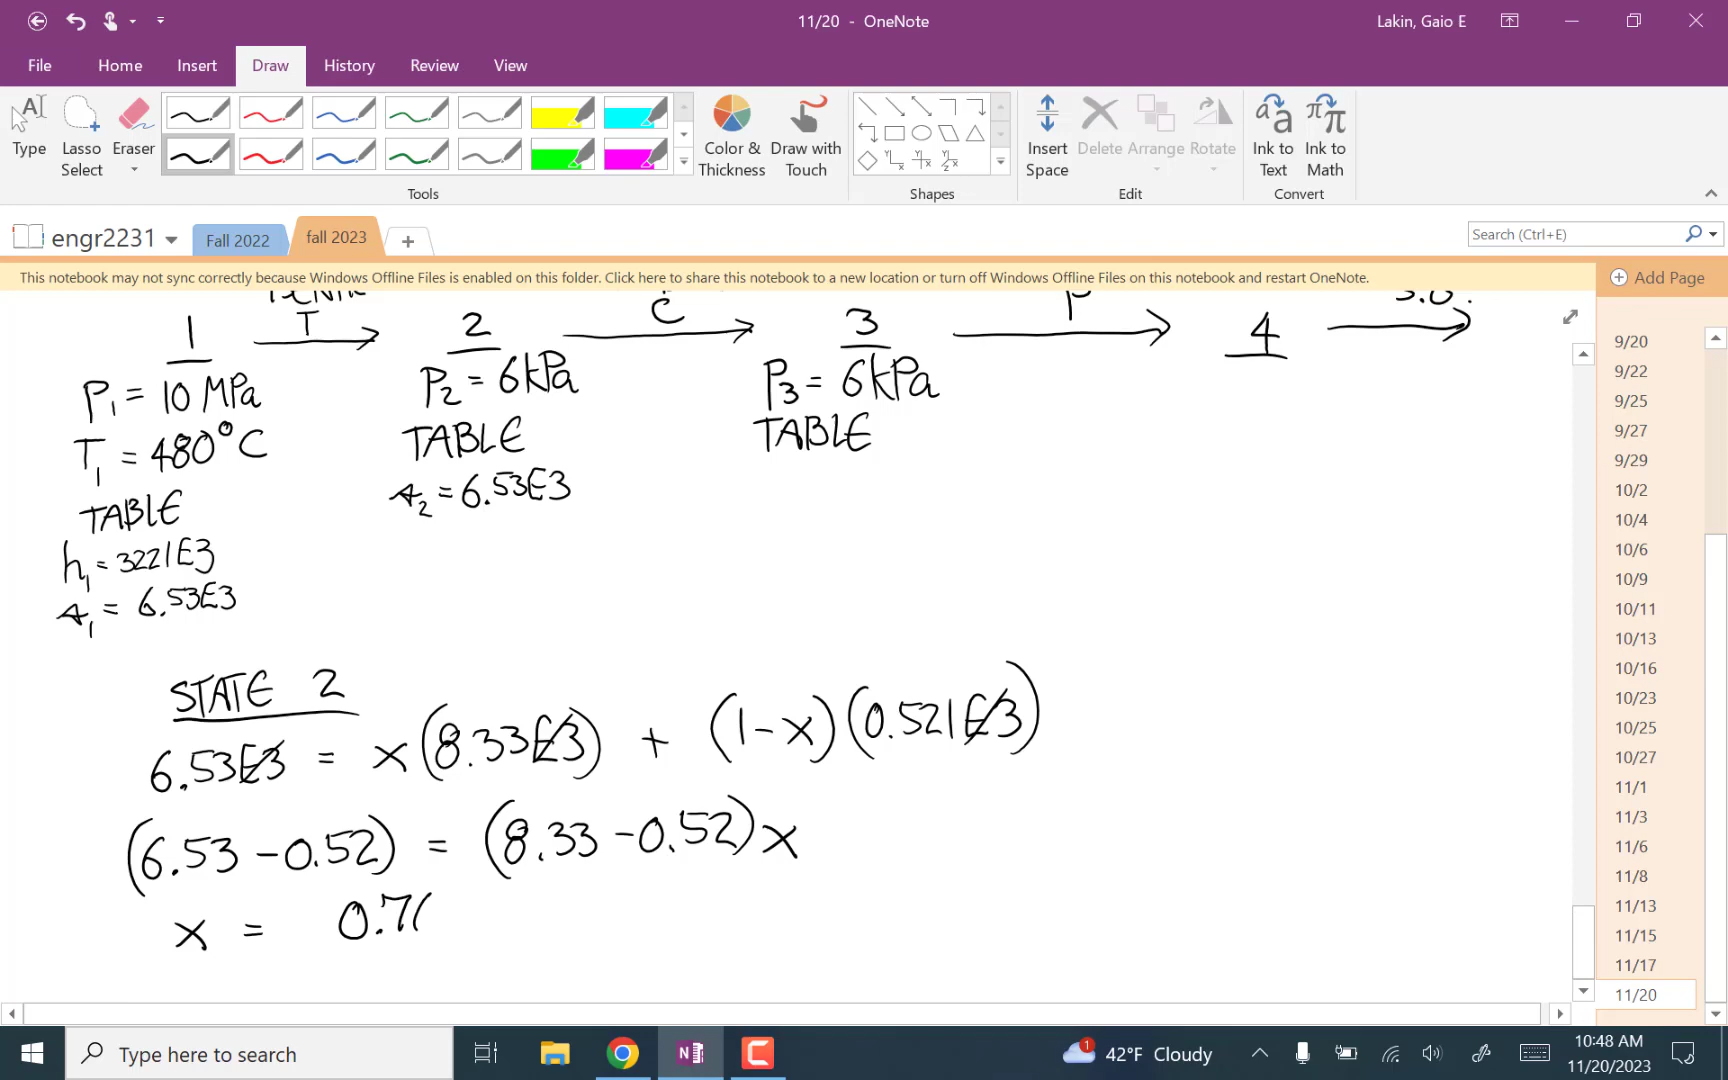 11/20 - OneNote
Lakin, Gaio E
File Home Insert Draw History Review View
Type
Lasso Select
Eraser
Color & Thickness
Draw with Touch
Insert Space
Delete
Arrange
Rotate
Ink to Text
Ink to Math
Tools
Shapes
Edit
Convert
engr2231
Fall 2022
fall 2023
Search (Ctrl+E)
This notebook may not sync correctly because Windows Offline Files is enabled on this folder. Click here to share this notebook to a new location or turn off Windows Offline Files on this notebook and restart OneNote.
Add Page
1 T 2 C 3 P 4 S.G.
P₁ = 10 MPa
T₁ = 480°C
TABLE
h₁ = 3221E3
s₁ = 6.53E3
P₂ = 6kPa
TABLE
s₂ = 6.53E3
P₃ = 6kPa
TABLE
STATE 2
6.53E3 = x(8.33E3) + (1-x)(0.521E3)
(6.53 - 0.52) = (8.33 - 0.52)x
x = 0.7
9/20
9/22
9/25
9/27
9/29
10/2
10/4
10/6
10/9
10/11
10/13
10/16
10/23
10/25
10/27
11/1
11/3
11/6
11/8
11/13
11/15
11/17
11/20
Type here to search
1
42°F Cloudy
10:48 AM
11/20/2023